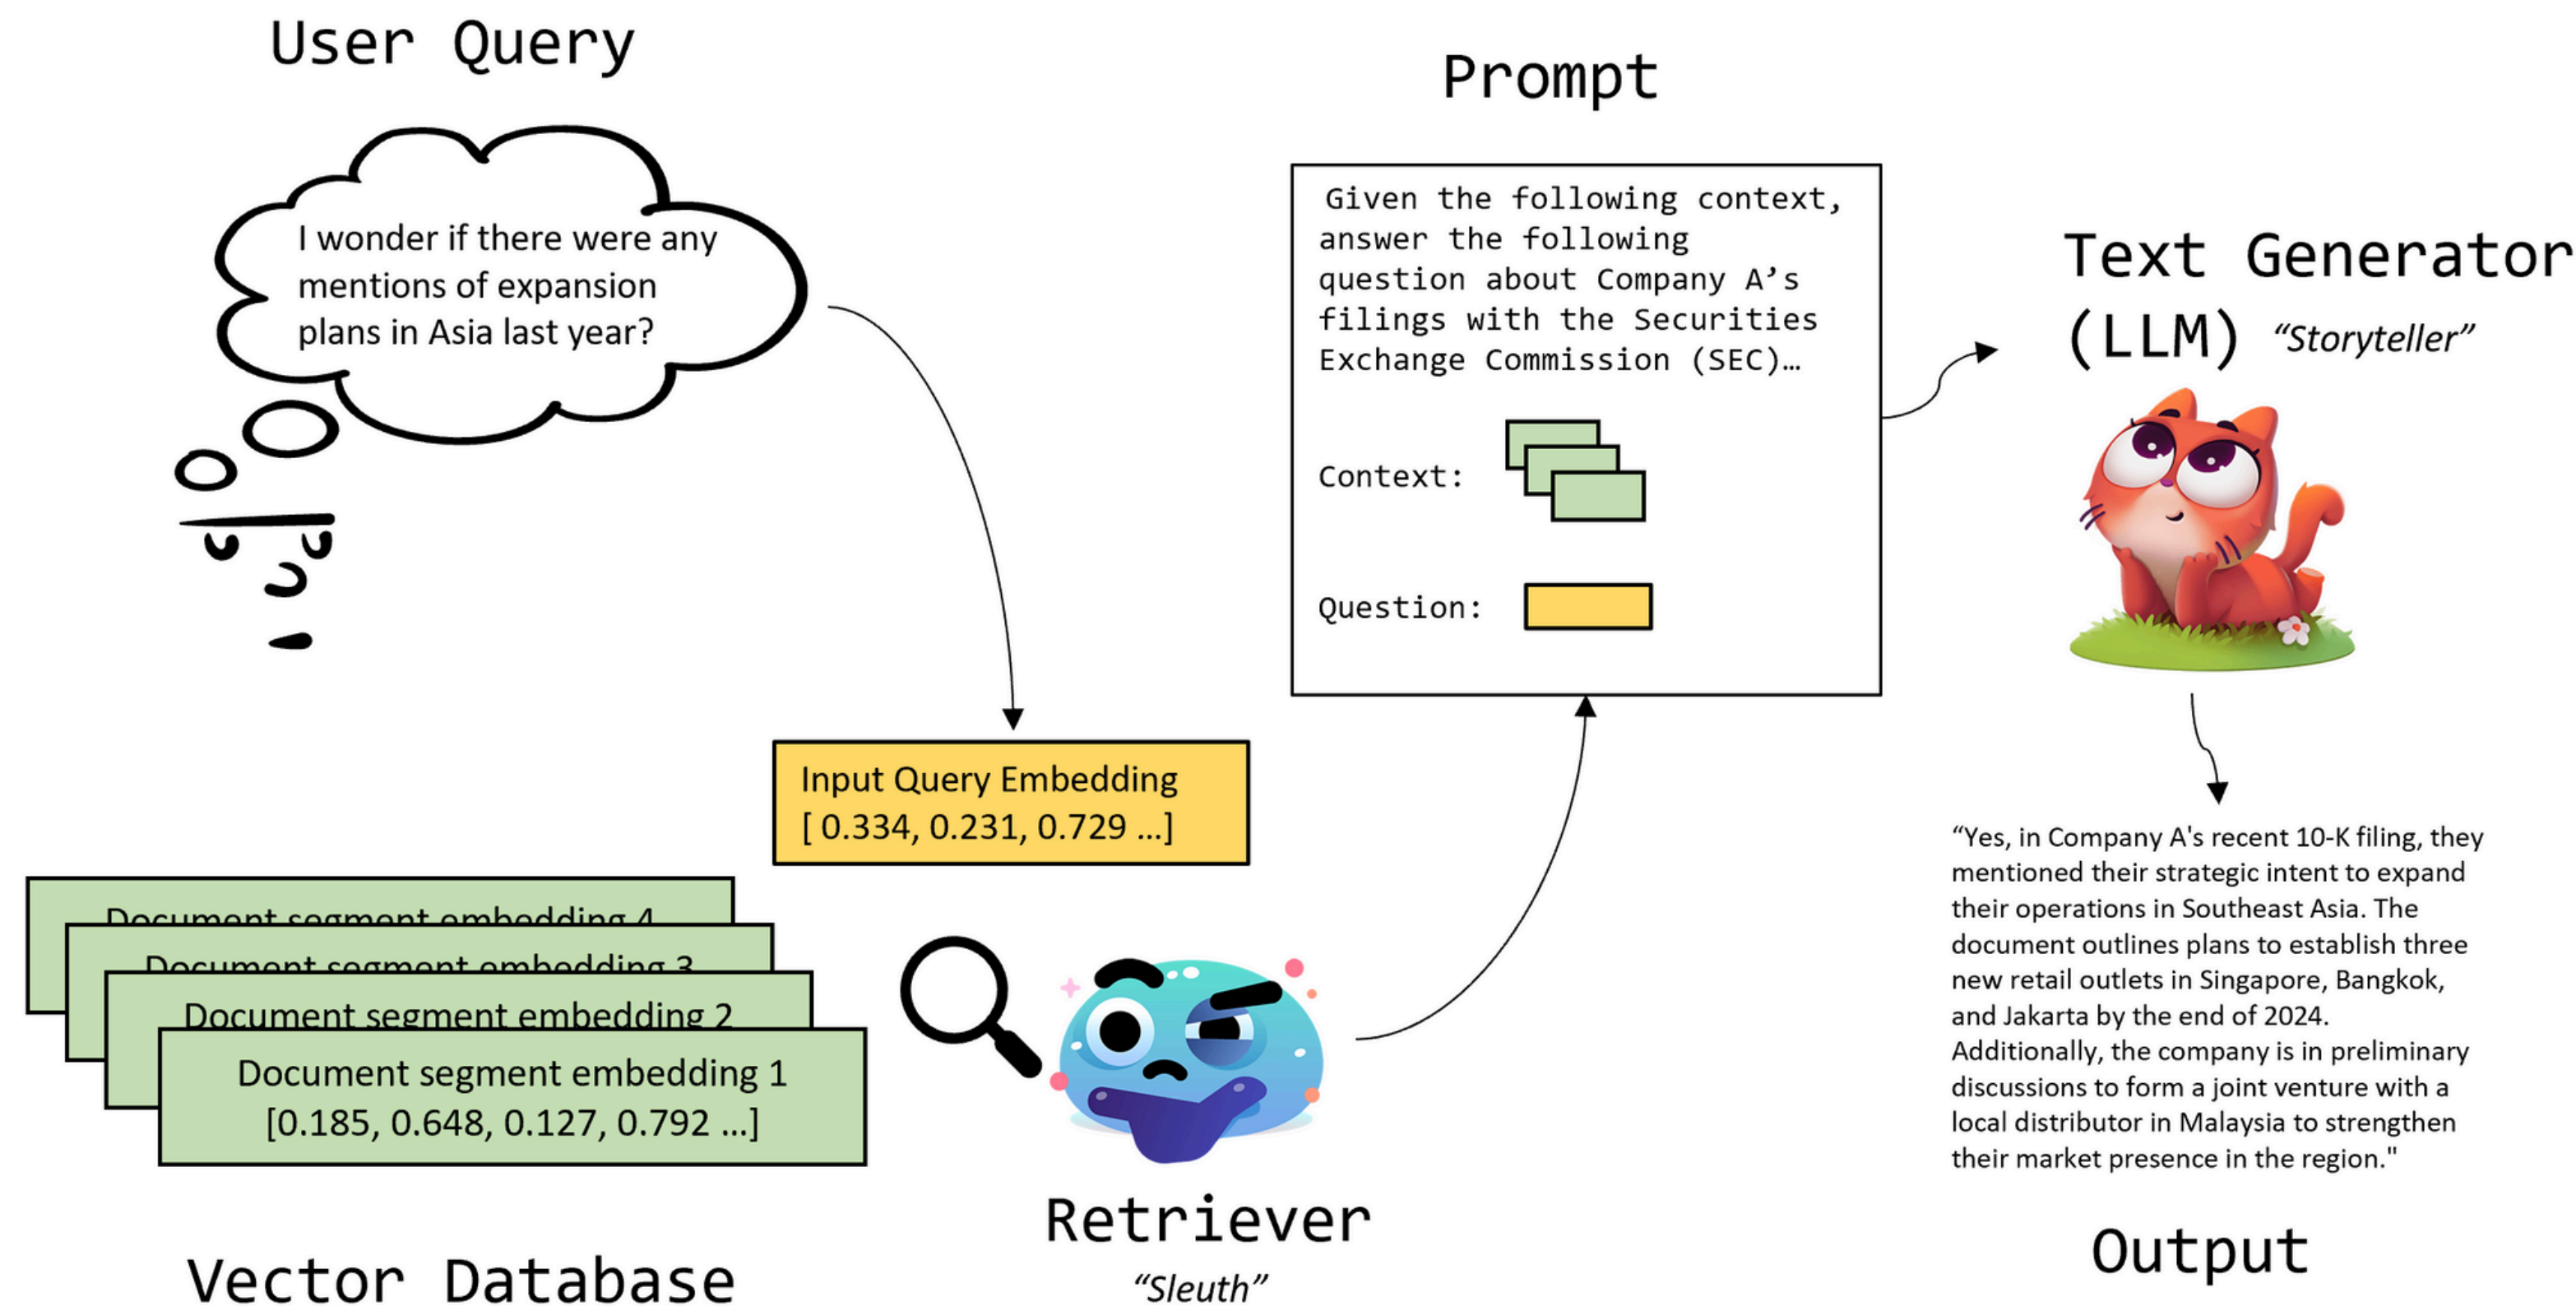 User Query
I wonder if there were any
mentions of expansion
plans in Asia last year?
Input Query Embedding
[ 0.334, 0.231, 0.729 ...]
Document segment embedding 4
Document segment embedding 3
Document segment embedding 2
Document segment embedding 1
[0.185, 0.648, 0.127, 0.792 ...]
Vector Database
Retriever
“Sleuth”
Prompt
Given the following context,
answer the following
question about Company A’s
filings with the Securities
Exchange Commission (SEC)…
Context:
Question:
Text Generator
(LLM) “Storyteller”
“Yes, in Company A's recent 10-K filing, they
mentioned their strategic intent to expand
their operations in Southeast Asia. The
document outlines plans to establish three
new retail outlets in Singapore, Bangkok,
and Jakarta by the end of 2024.
Additionally, the company is in preliminary
discussions to form a joint venture with a
local distributor in Malaysia to strengthen
their market presence in the region."
Output